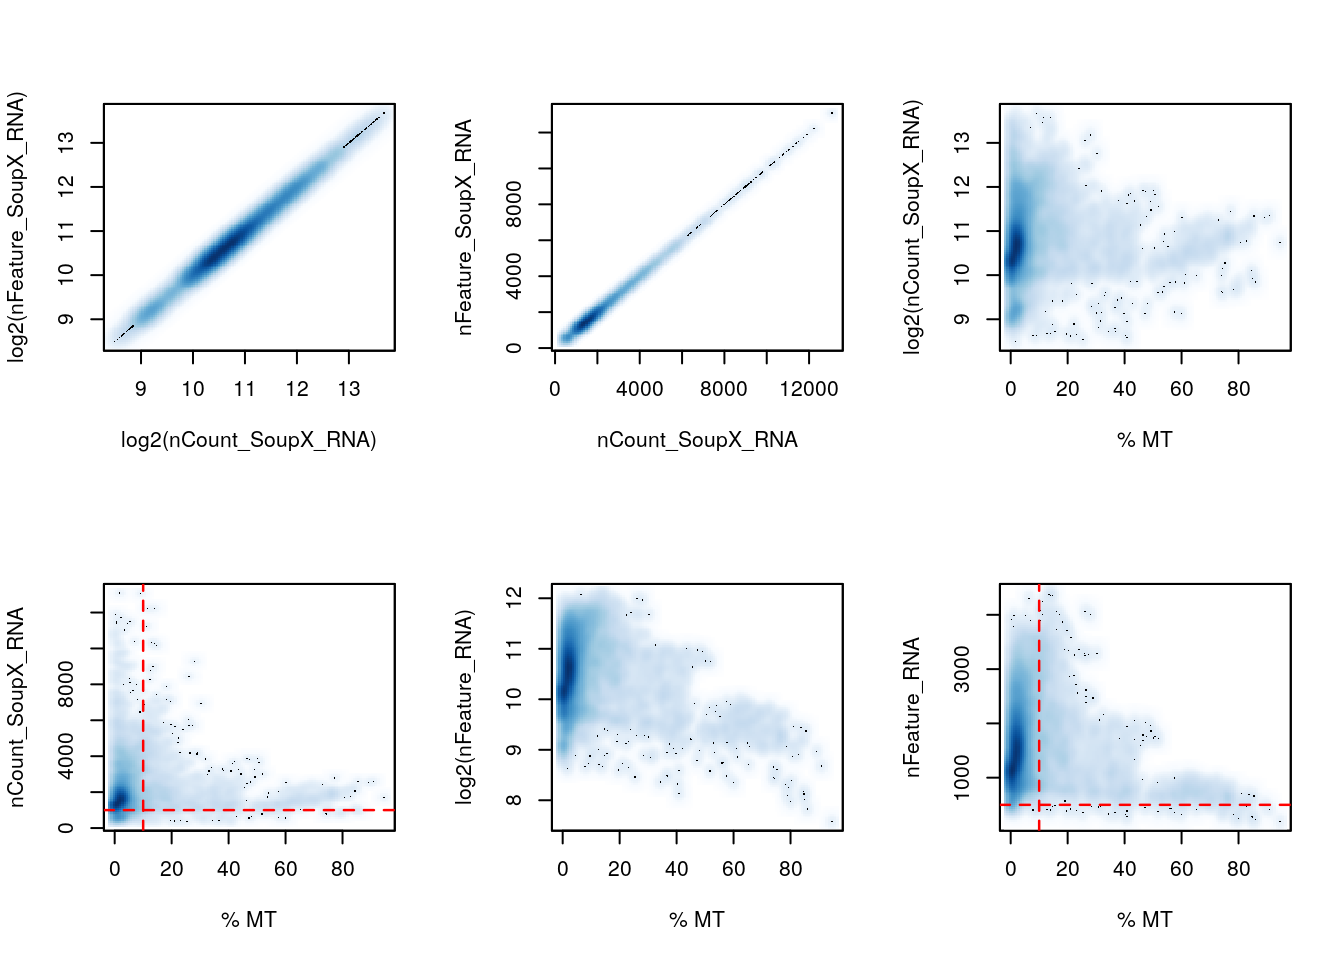 log2(nFeature_SoupX_RNA)
13
12
11
10
9
9 10 11 12 13
log2(nCount_SoupX_RNA)
nFeature_SoupX_RNA
8000
4000
0
0 4000 8000 12000
nCount_SoupX_RNA
log2(nCount_SoupX_RNA)
13
12
11
10
9
0 20 40 60 80
% MT
nCount_SoupX_RNA
8000
4000
0
0 20 40 60 80
% MT
log2(nFeature_RNA)
12
11
10
9
8
0 20 40 60 80
% MT
nFeature_RNA
3000
1000
0 20 40 60 80
% MT